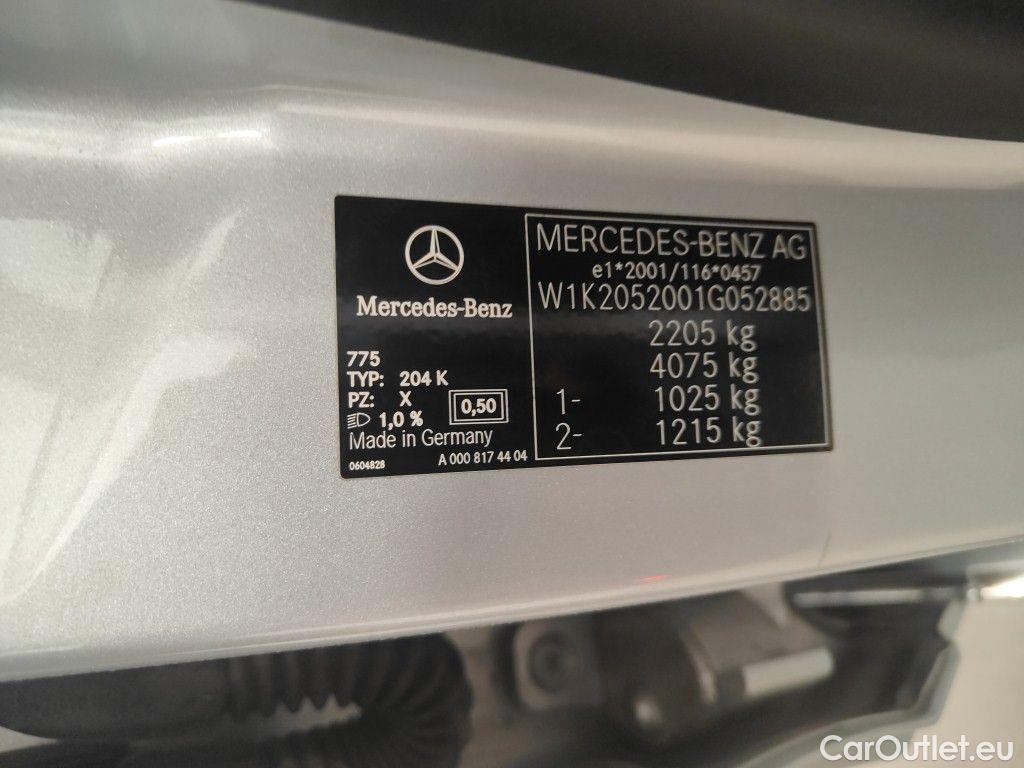 Mercedes-Benz
775
TYP: 204 K
PZ: X
1,0 %
0,50
Made in Germany
0604828
A 000 817 44 04
MERCEDES-BENZ AG
e1*2001/116*0457
W1K2052001G052885
2205 kg
4075 kg
1- 1025 kg
2- 1215 kg
CarOutlet.eu